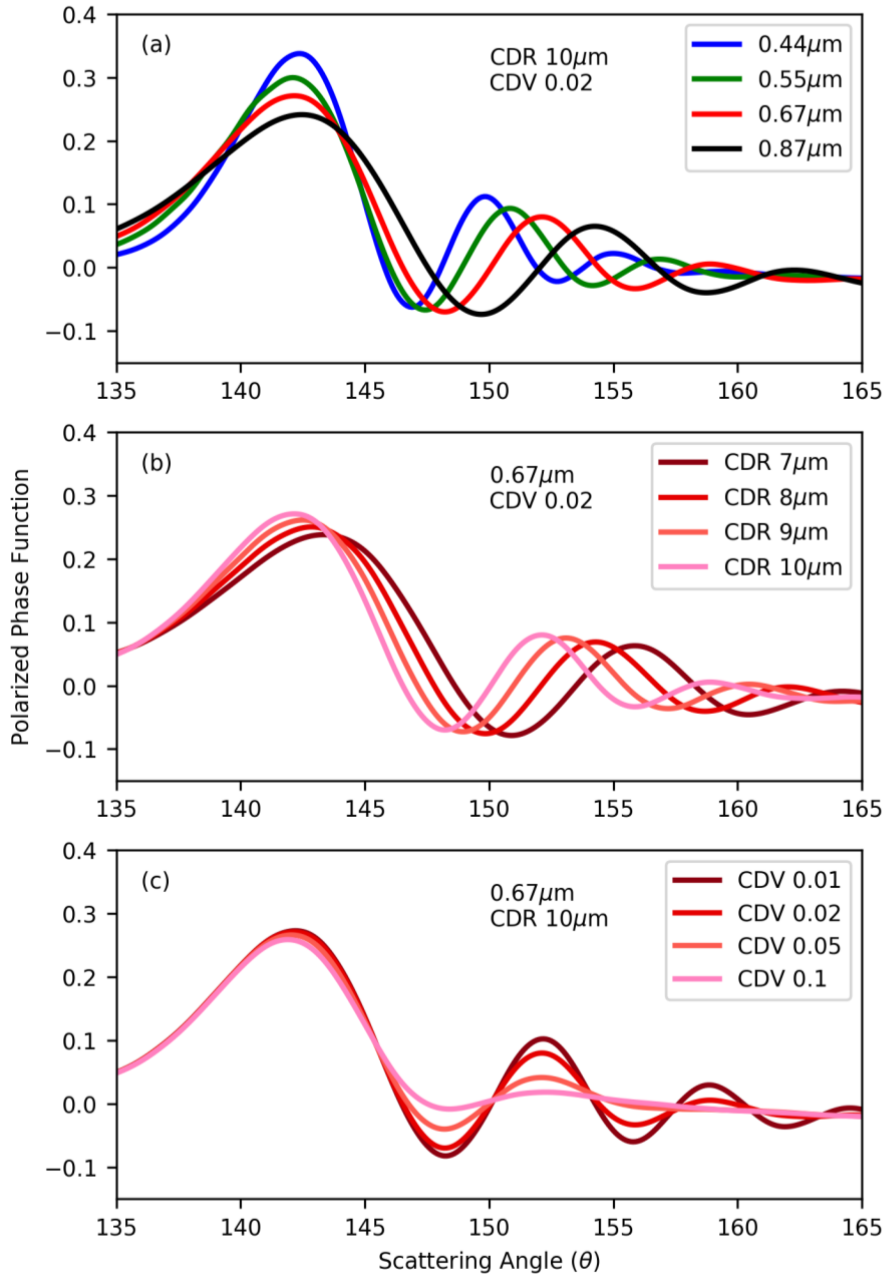 (a)
CDR 10μm
CDV 0.02
0.44μm
0.55μm
0.67μm
0.87μm
0.4
0.3
0.2
0.1
0.0
−0.1
135 140 145 150 155 160 165
Polarized Phase Function
(b)
0.67μm
CDV 0.02
CDR 7μm
CDR 8μm
CDR 9μm
CDR 10μm
0.4
0.3
0.2
0.1
0.0
−0.1
135 140 145 150 155 160 165
(c)
0.67μm
CDR 10μm
CDV 0.01
CDV 0.02
CDV 0.05
CDV 0.1
0.4
0.3
0.2
0.1
0.0
−0.1
135 140 145 150 155 160 165
Scattering Angle (θ)